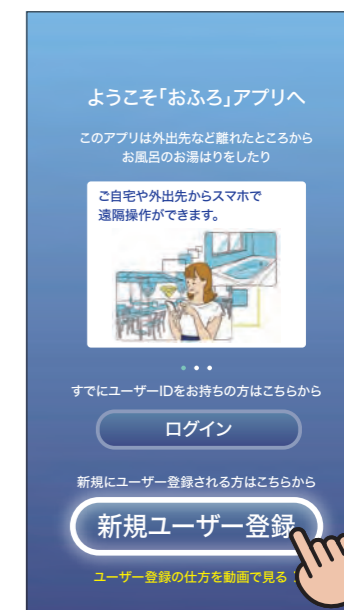 ようこそ「おふろ」アプリへ
このアプリは外出先など離れたところから
お風呂のお湯はりをしたり
ご自宅や外出先からスマホで
遠隔操作ができます。
すでにユーザーIDをお持ちの方はこちらから
ログイン
新規にユーザー登録される方はこちらから
新規ユーザー登録
ユーザー登録の仕方を動画で見る